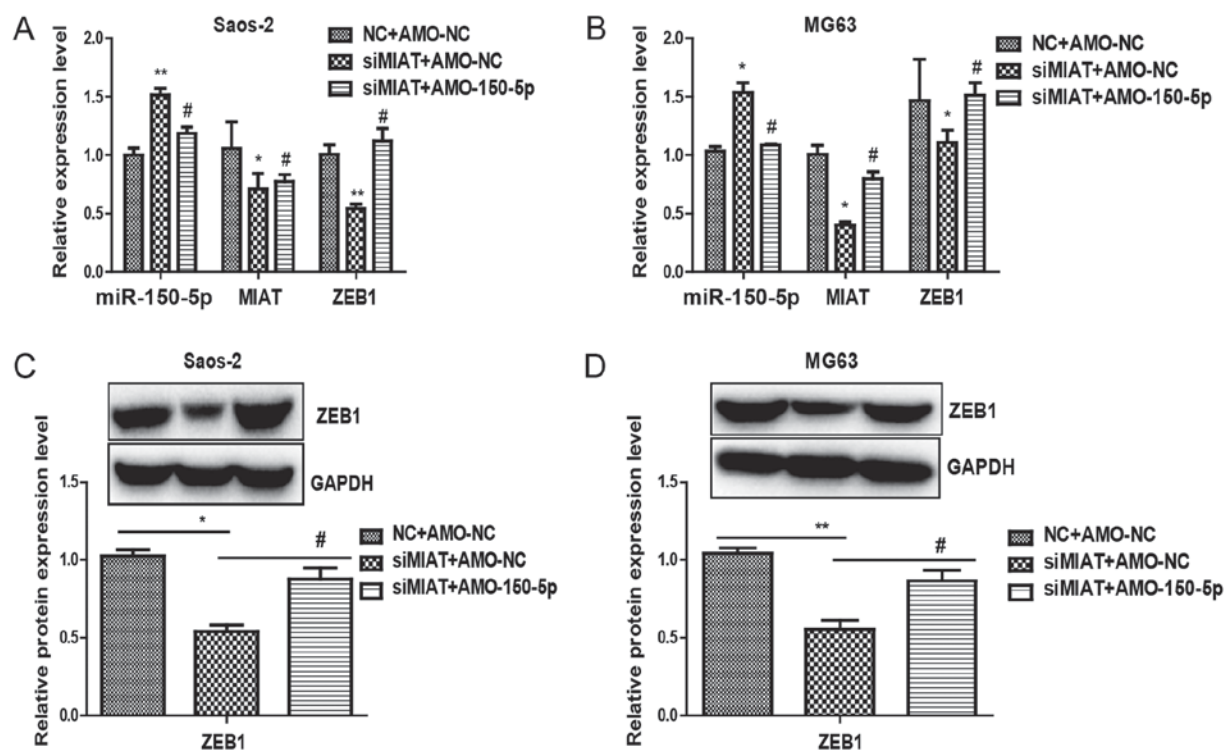 A
Saos-2
Relative expression level
2.0
1.5
1.0
0.5
0.0
**
#
*
#
**
#
miR-150-5p MIAT ZEB1
NC+AMO-NC
siMIAT+AMO-NC
siMIAT+AMO-150-5p
B
MG63
Relative expression level
2.0
1.5
1.0
0.5
0.0
*
#
*
#
*
#
miR-150-5p MIAT ZEB1
NC+AMO-NC
siMIAT+AMO-NC
siMIAT+AMO-150-5p
C
Saos-2
ZEB1
GAPDH
Relative protein expression level
1.5
1.0
0.5
0.0
*
#
ZEB1
NC+AMO-NC
siMIAT+AMO-NC
siMIAT+AMO-150-5p
D
MG63
ZEB1
GAPDH
Relative protein expression level
1.5
1.0
0.5
0.0
**
#
ZEB1
NC+AMO-NC
siMIAT+AMO-NC
siMIAT+AMO-150-5p